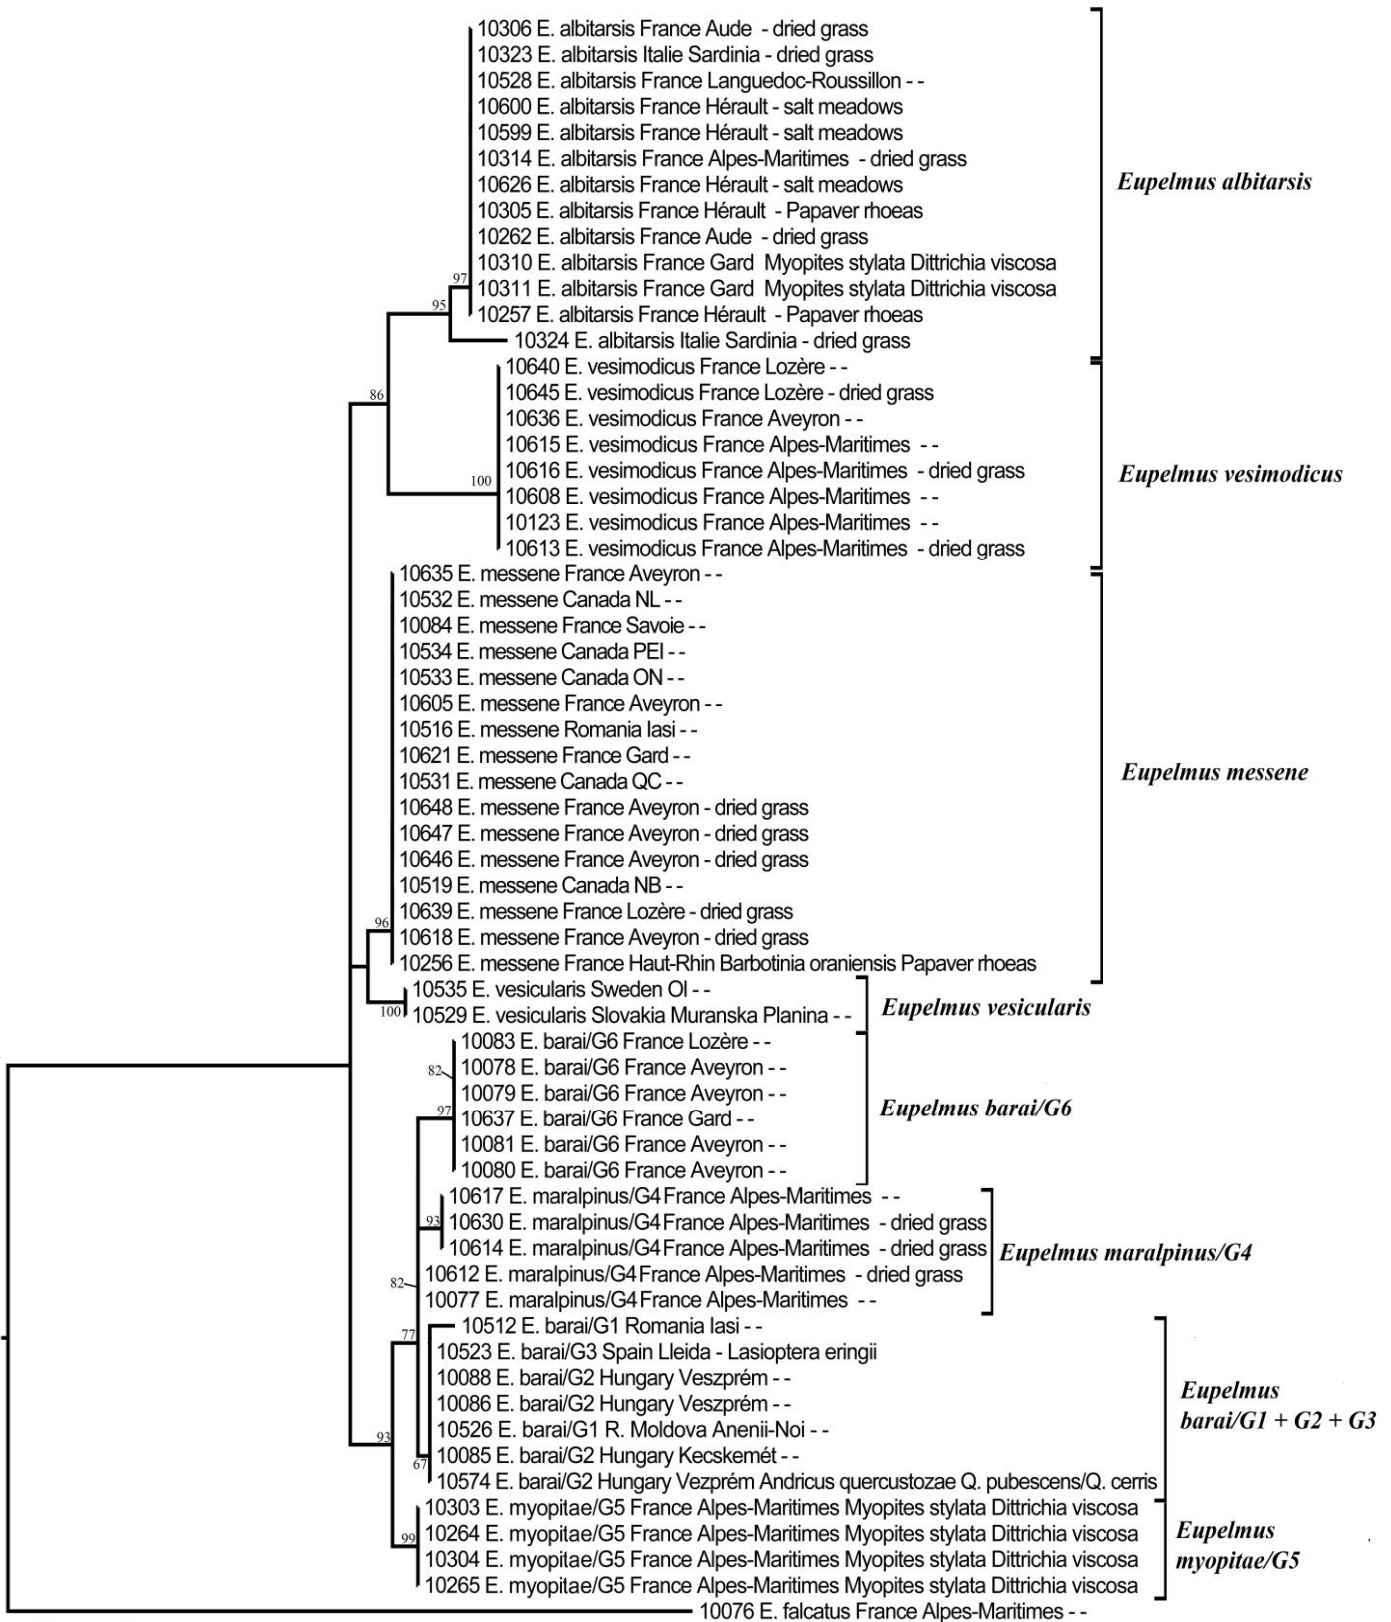 10306 E. albitarsis France Aude - dried grass
10323 E. albitarsis Italie Sardinia - dried grass
10528 E. albitarsis France Languedoc-Roussillon - -
10600 E. albitarsis France Hérault - salt meadows
10599 E. albitarsis France Hérault - salt meadows
10314 E. albitarsis France Alpes-Maritimes - dried grass
10626 E. albitarsis France Hérault - salt meadows
10305 E. albitarsis France Hérault - Papaver rhoeas
10262 E. albitarsis France Aude - dried grass
10310 E. albitarsis France Gard Myopites stylata Dittrichia viscosa
10311 E. albitarsis France Gard Myopites stylata Dittrichia viscosa
10257 E. albitarsis France Hérault - Papaver rhoeas
10324 E. albitarsis Italie Sardinia - dried grass
97
95
Eupelmus albitarsis
10640 E. vesimodicus France Lozère - -
10645 E. vesimodicus France Lozère - dried grass
10636 E. vesimodicus France Aveyron - -
10615 E. vesimodicus France Alpes-Maritimes - -
10616 E. vesimodicus France Alpes-Maritimes - dried grass
10608 E. vesimodicus France Alpes-Maritimes - -
10123 E. vesimodicus France Alpes-Maritimes - -
10613 E. vesimodicus France Alpes-Maritimes - dried grass
86
100
Eupelmus vesimodicus
10635 E. messene France Aveyron - -
10532 E. messene Canada NL - -
10084 E. messene France Savoie - -
10534 E. messene Canada PEI - -
10533 E. messene Canada ON - -
10605 E. messene France Aveyron - -
10516 E. messene Romania Iasi - -
10621 E. messene France Gard - -
10531 E. messene Canada QC - -
10648 E. messene France Aveyron - dried grass
10647 E. messene France Aveyron - dried grass
10646 E. messene France Aveyron - dried grass
10519 E. messene Canada NB - -
10639 E. messene France Lozère - dried grass
10618 E. messene France Aveyron - dried grass
10256 E. messene France Haut-Rhin Barbotinia oraniensis Papaver rhoeas
96
Eupelmus messene
10535 E. vesicularis Sweden Ol - -
10529 E. vesicularis Slovakia Muranska Planina - -
100
Eupelmus vesicularis
10083 E. barai/G6 France Lozère - -
10078 E. barai/G6 France Aveyron - -
10079 E. barai/G6 France Aveyron - -
10637 E. barai/G6 France Gard - -
10081 E. barai/G6 France Aveyron - -
10080 E. barai/G6 France Aveyron - -
82
97
Eupelmus barai/G6
10617 E. maralpinus/G4 France Alpes-Maritimes - -
10630 E. maralpinus/G4 France Alpes-Maritimes - dried grass
10614 E. maralpinus/G4 France Alpes-Maritimes - dried grass
10612 E. maralpinus/G4 France Alpes-Maritimes - dried grass
10077 E. maralpinus/G4 France Alpes-Maritimes - -
93
82
Eupelmus maralpinus/G4
10512 E. barai/G1 Romania Iasi - -
10523 E. barai/G3 Spain Lleida - Lasioptera eringii
10088 E. barai/G2 Hungary Veszprém - -
10086 E. barai/G2 Hungary Veszprém - -
10526 E. barai/G1 R. Moldova Anenii-Noi - -
10085 E. barai/G2 Hungary Kecskemét - -
10574 E. barai/G2 Hungary Vezprém Andricus quercustozae Q. pubescens/Q. cerris
77
93
67
Eupelmus
barai/G1 + G2 + G3
10303 E. myopitae/G5 France Alpes-Maritimes Myopites stylata Dittrichia viscosa
10264 E. myopitae/G5 France Alpes-Maritimes Myopites stylata Dittrichia viscosa
10304 E. myopitae/G5 France Alpes-Maritimes Myopites stylata Dittrichia viscosa
10265 E. myopitae/G5 France Alpes-Maritimes Myopites stylata Dittrichia viscosa
99
Eupelmus
myopitae/G5
10076 E. falcatus France Alpes-Maritimes - -